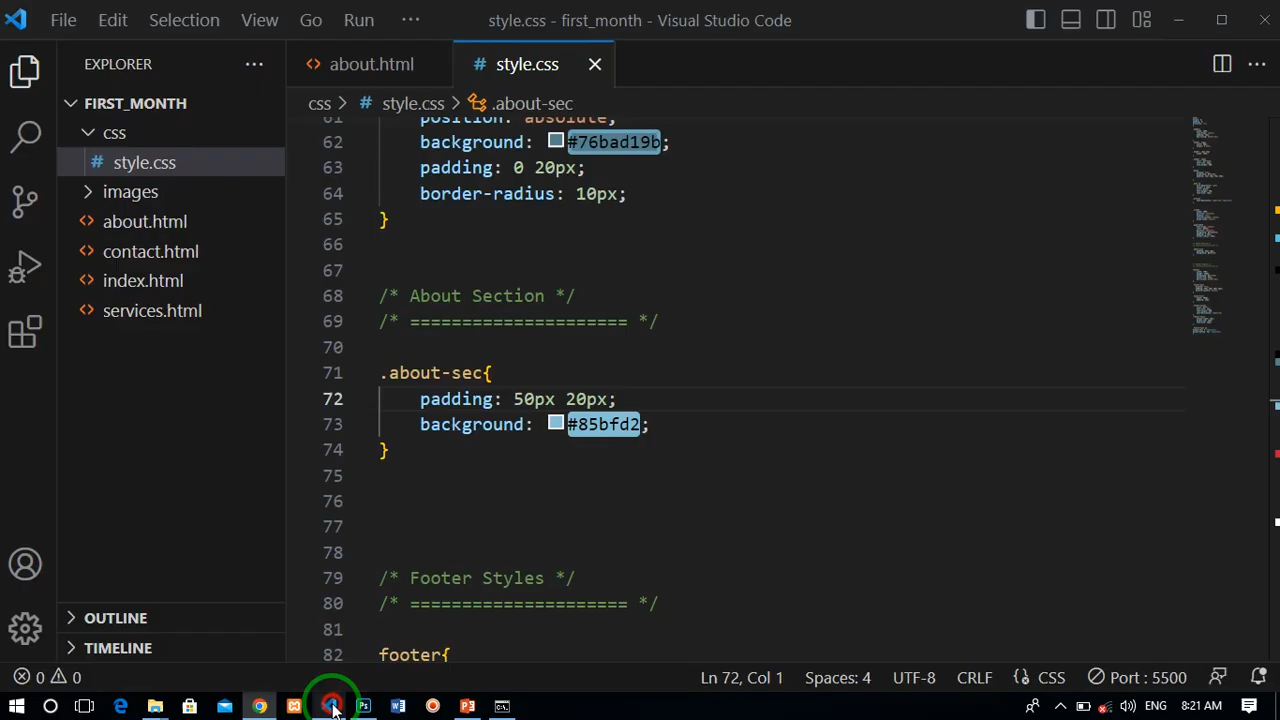 File Edit Selection View Go Run ··· style.css - first_month - Visual Studio Code
EXPLORER ···
about.html # style.css
FIRST_MONTH
css
# style.css
images
about.html
contact.html
index.html
services.html
OUTLINE
TIMELINE
css > # style.css > .about-sec
61 position: absolute;
62 background: #76bad19b;
63 padding: 0 20px;
64 border-radius: 10px;
65 }
66
67
68 /* About Section */
69 /* ===================== */
70
71 .about-sec{
72 padding: 50px 20px;
73 background: #85bfd2;
74 }
75
76
77
78
79 /* Footer Styles */
80 /* ===================== */
81
82 footer{
0 0 Ln 72, Col 1 Spaces: 4 UTF-8 CRLF {} CSS Port : 5500
ENG 8:21 AM